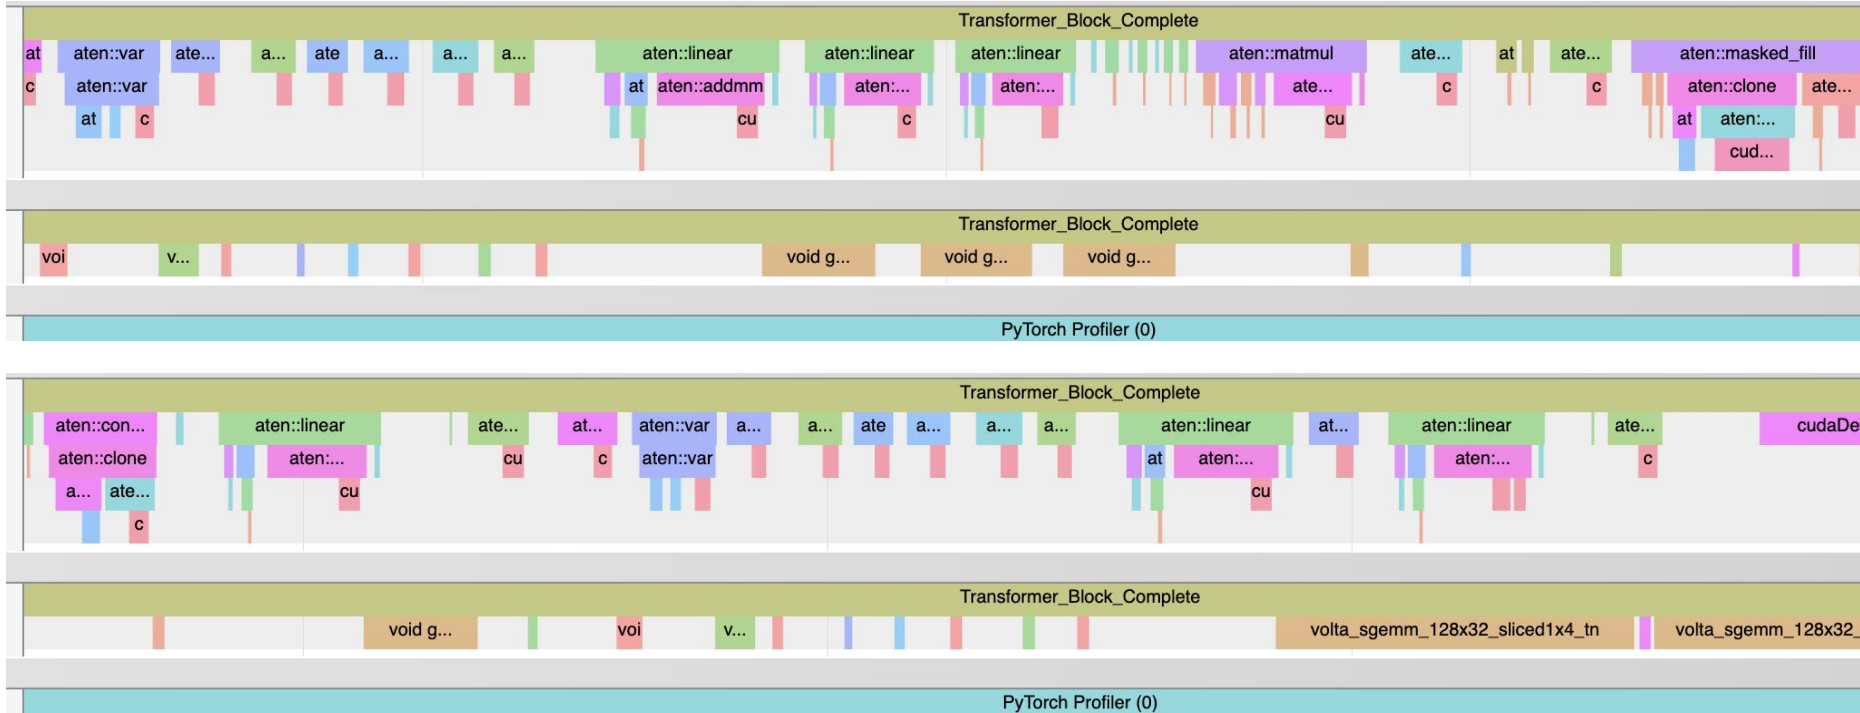 Transformer_Block_Complete
at aten::var ate... a... ate a... a... a... aten::linear aten::linear aten::linear aten::matmul ate... at ate... aten::masked_fill
c aten::var at aten::addmm aten:... aten:... ate... c c aten::clone ate...
at c cu c cu at aten:...
cud...
Transformer_Block_Complete
voi v... void g... void g... void g...
PyTorch Profiler (0)
Transformer_Block_Complete
aten::con... aten::linear ate... at... aten::var a... a... ate a... a... a... aten::linear at... aten::linear ate... cudaDe
aten::clone aten:... cu c aten::var at aten:... aten:... c
a... ate... cu cu
c
Transformer_Block_Complete
void g... voi v... volta_sgemm_128x32_sliced1x4_tn volta_sgemm_128x32_
PyTorch Profiler (0)